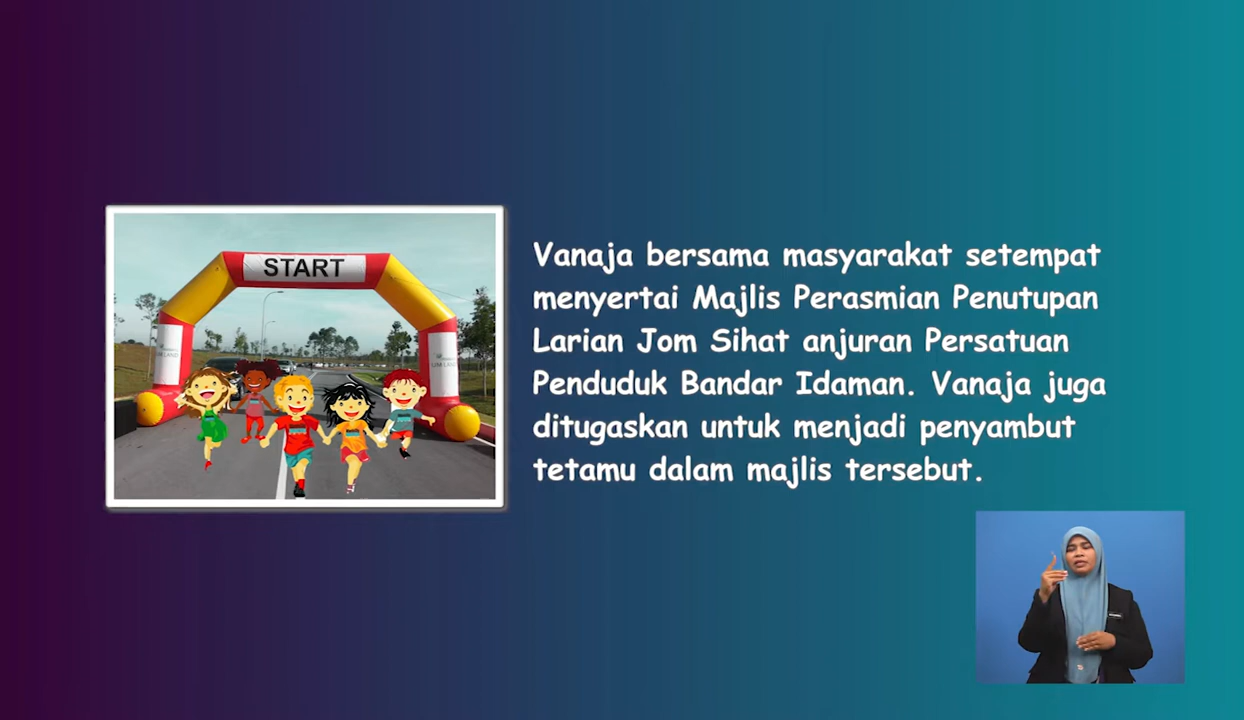 START
Vanaja bersama masyarakat setempat
menyertai Majlis Perasmian Penutupan
Larian Jom Sihat anjuran Persatuan
Penduduk Bandar Idaman. Vanaja juga
ditugaskan untuk menjadi penyambut
tetamu dalam majlis tersebut.